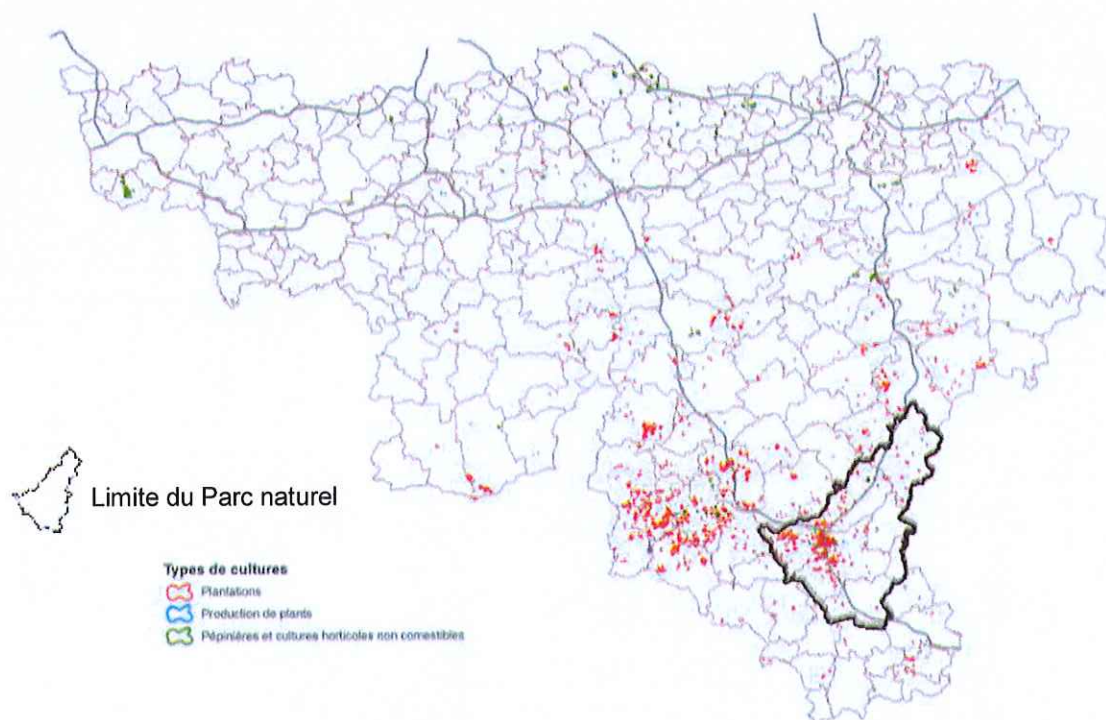 Limite du Parc naturel
Types de cultures
Plantations
Production de plants
Pépinières et cultures horticoles non comestibles